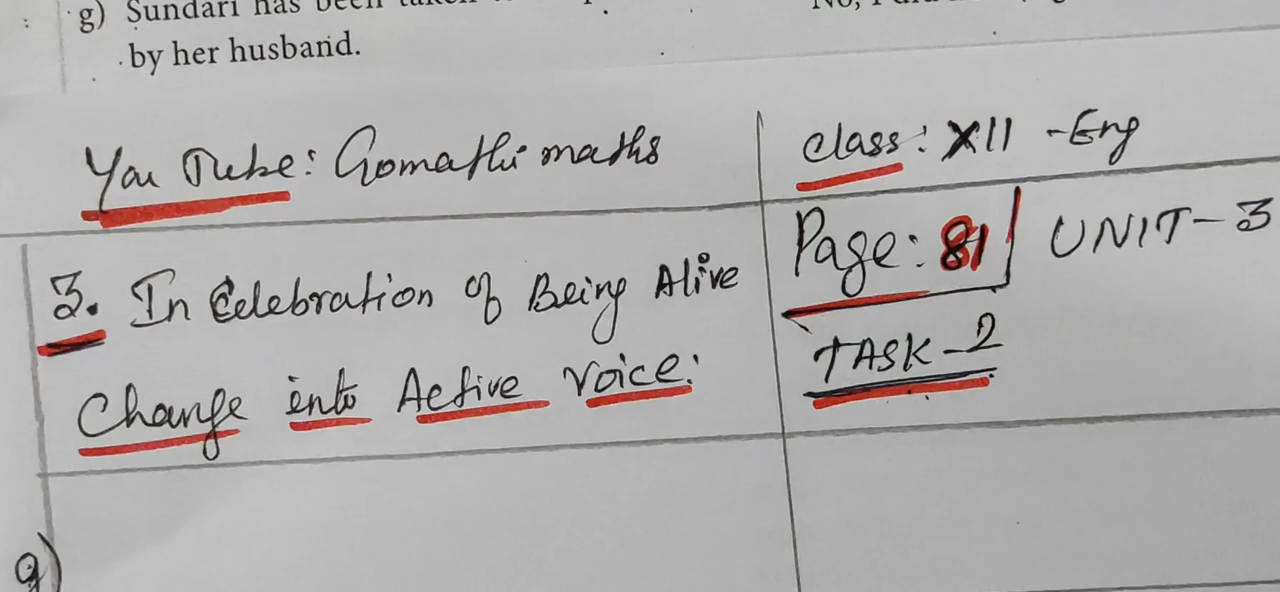 g) Sundari has been taken
by her husband.
You Tube: Gomathi maths
class: XII - Eng
3. In Celebration of Being Alive
Page: 81
UNIT-3
Change into Active Voice:
TASK-2
g)